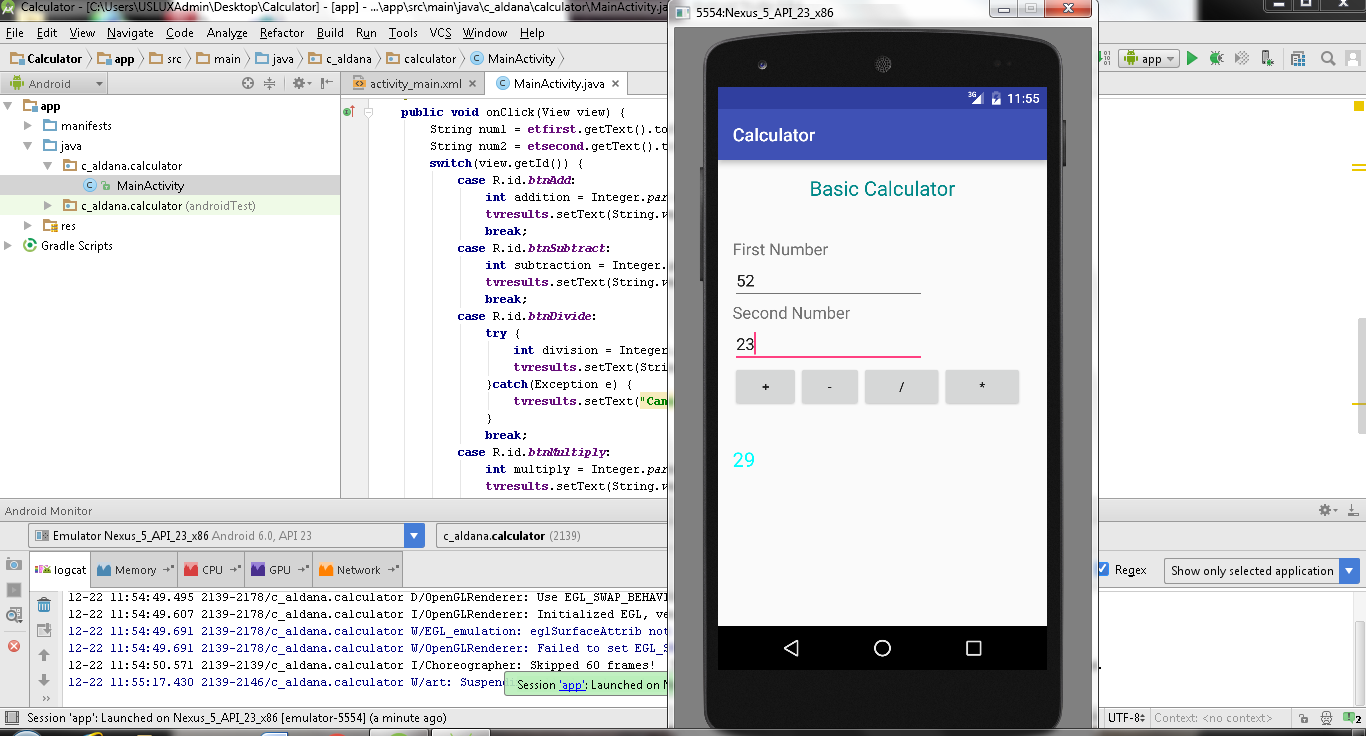 Calculator - [C:\Users\USLUXAdmin\Desktop\Calculator] - [app] - ...\app\src\main\java\c_aldana\calculator\MainActivity.ja
File Edit View Navigate Code Analyze Refactor Build Run Tools VCS Window Help
Calculator app src main java c_aldana calculator MainActivity
app
Android
activity_main.xml
MainActivity.java
app
manifests
java
c_aldana.calculator
MainActivity
c_aldana.calculator (androidTest)
res
Gradle Scripts
public void onClick(View view) {
String num1 = etfirst.getText().to
String num2 = etsecond.getText().t
switch(view.getId()) {
case R.id.btnAdd:
int addition = Integer.par
tvresults.setText(String.v
break;
case R.id.btnSubtract:
int subtraction = Integer.
tvresults.setText(String.v
break;
case R.id.btnDivide:
try {
int division = Integer
tvresults.setText(Stri
}catch(Exception e) {
tvresults.setText("Can
}
break;
case R.id.btnMultiply:
int multiply = Integer.par
tvresults.setText(String.v
5554:Nexus_5_API_23_x86
3G 11:55
Calculator
Basic Calculator
First Number
52
Second Number
23
+ - / *
29
Android Monitor
Emulator Nexus_5_API_23_x86 Android 6.0, API 23
c_aldana.calculator (2139)
logcat Memory CPU GPU Network
Regex
Show only selected application
12-22 11:54:49.495 2139-2178/c_aldana.calculator D/OpenGLRenderer: Use EGL_SWAP_BEHAVI
12-22 11:54:49.607 2139-2178/c_aldana.calculator I/OpenGLRenderer: Initialized EGL, ve
12-22 11:54:49.691 2139-2178/c_aldana.calculator W/EGL_emulation: eglSurfaceAttrib not
12-22 11:54:49.691 2139-2178/c_aldana.calculator W/OpenGLRenderer: Failed to set EGL_S
12-22 11:54:50.571 2139-2139/c_aldana.calculator I/Choreographer: Skipped 60 frames!
12-22 11:55:17.430 2139-2146/c_aldana.calculator W/art: Suspend
Session 'app': Launched on N
Session 'app': Launched on Nexus_5_API_23_x86 [emulator-5554] (a minute ago)
UTF-8 Context: <no context>
2